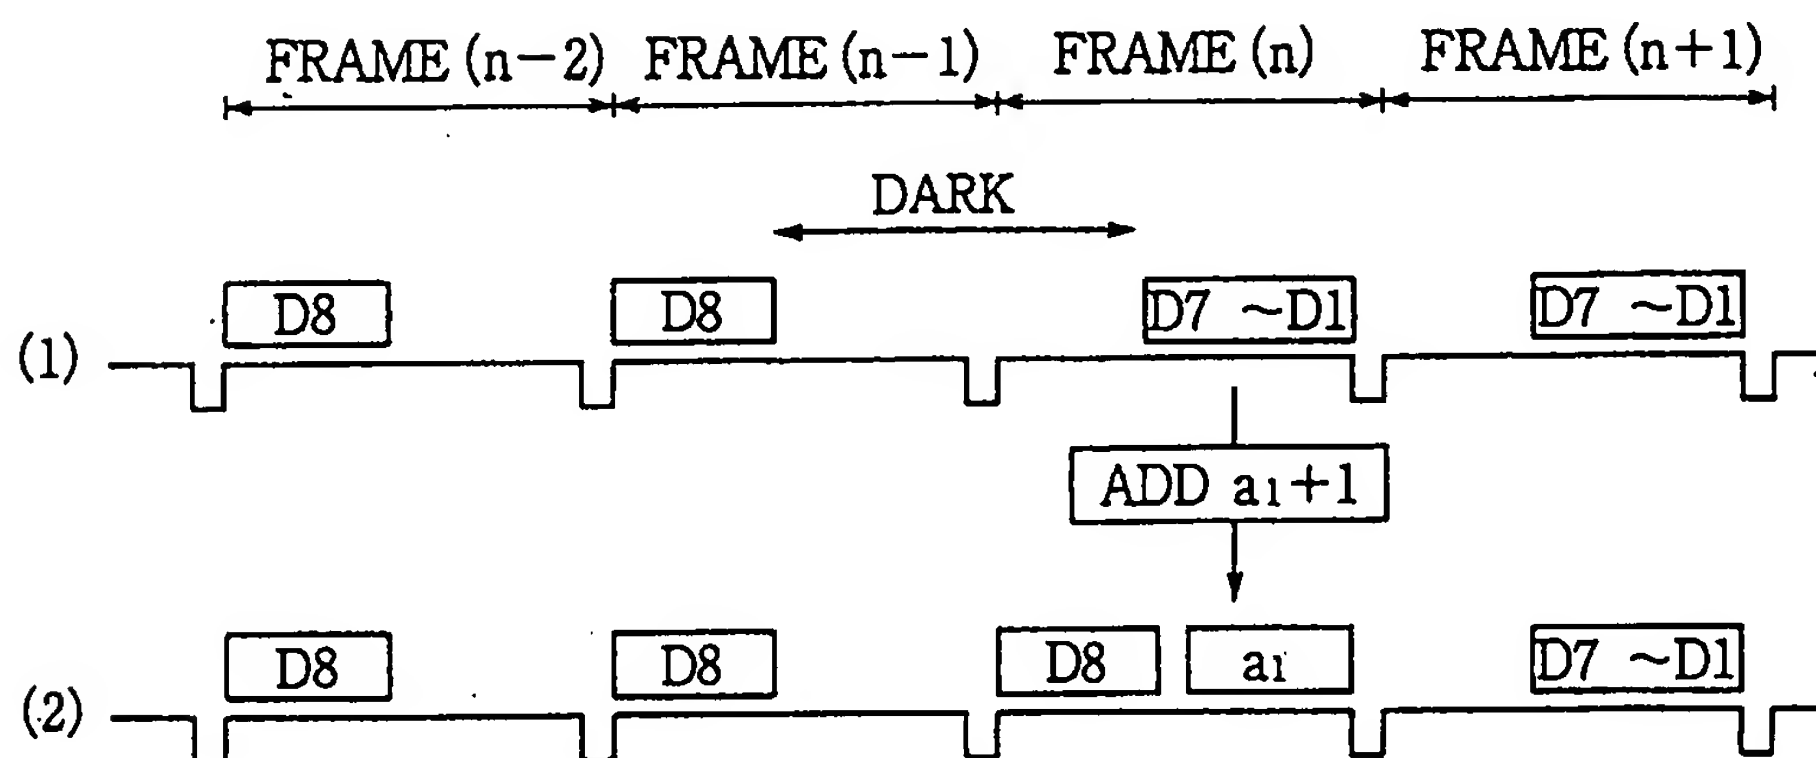 FRAME (n−2) FRAME (n−1) FRAME (n) FRAME (n+1)
DARK
D8 D8 D7 ~D1 D7 ~D1
(1)
ADD a1+1
D8 D8 D8 a1 D7 ~D1
(2)